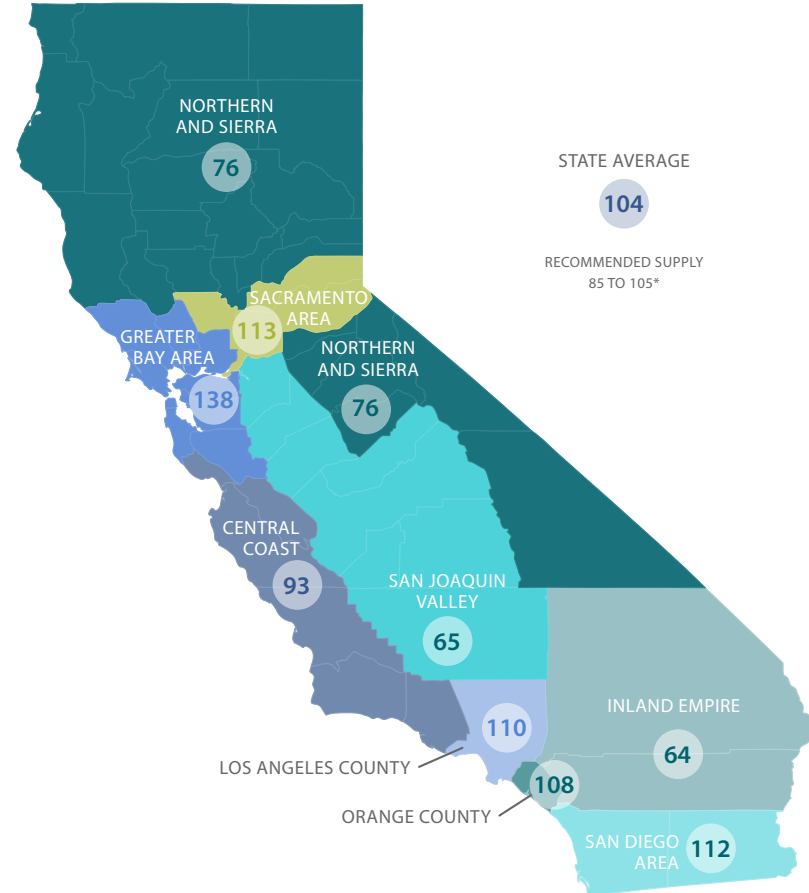 NORTHERN
AND SIERRA
76
STATE AVERAGE
104
RECOMMENDED SUPPLY
85 TO 105*
SACRAMENTO
AREA
113
GREATER
BAY AREA
138
NORTHERN
AND SIERRA
76
CENTRAL
COAST
93
SAN JOAQUIN
VALLEY
65
INLAND EMPIRE
64
110
LOS ANGELES COUNTY
108
ORANGE COUNTY
SAN DIEGO
AREA
112